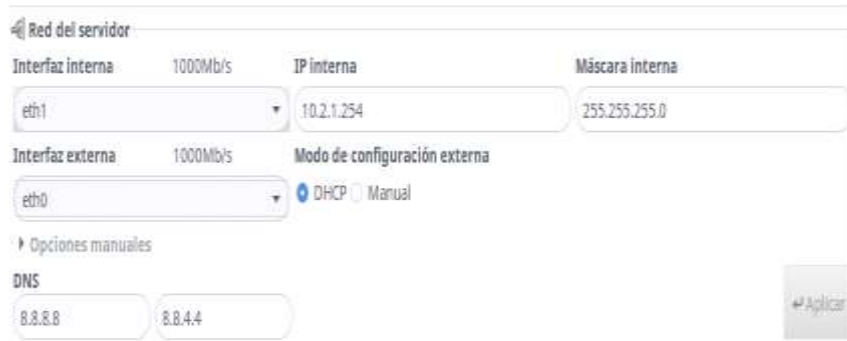 Red del servidor
Interfaz interna 1000Mb/s IP interna Máscara interna
eth1 10.2.1.254 255.255.255.0
Interfaz externa 1000Mb/s Modo de configuración externa
eth0 DHCP Manual
Opciones manuales
DNS
8.8.8.8 8.8.4.4
Aplicar